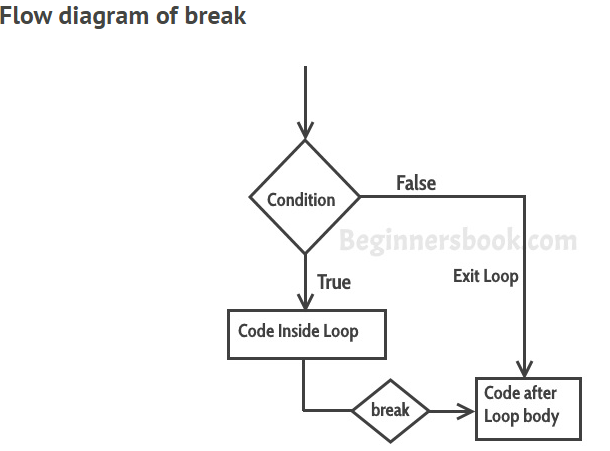 Flow diagram of break
False
Condition
Beginnersbook.com
Exit Loop
True
Code Inside Loop
Code after
Loop body
break